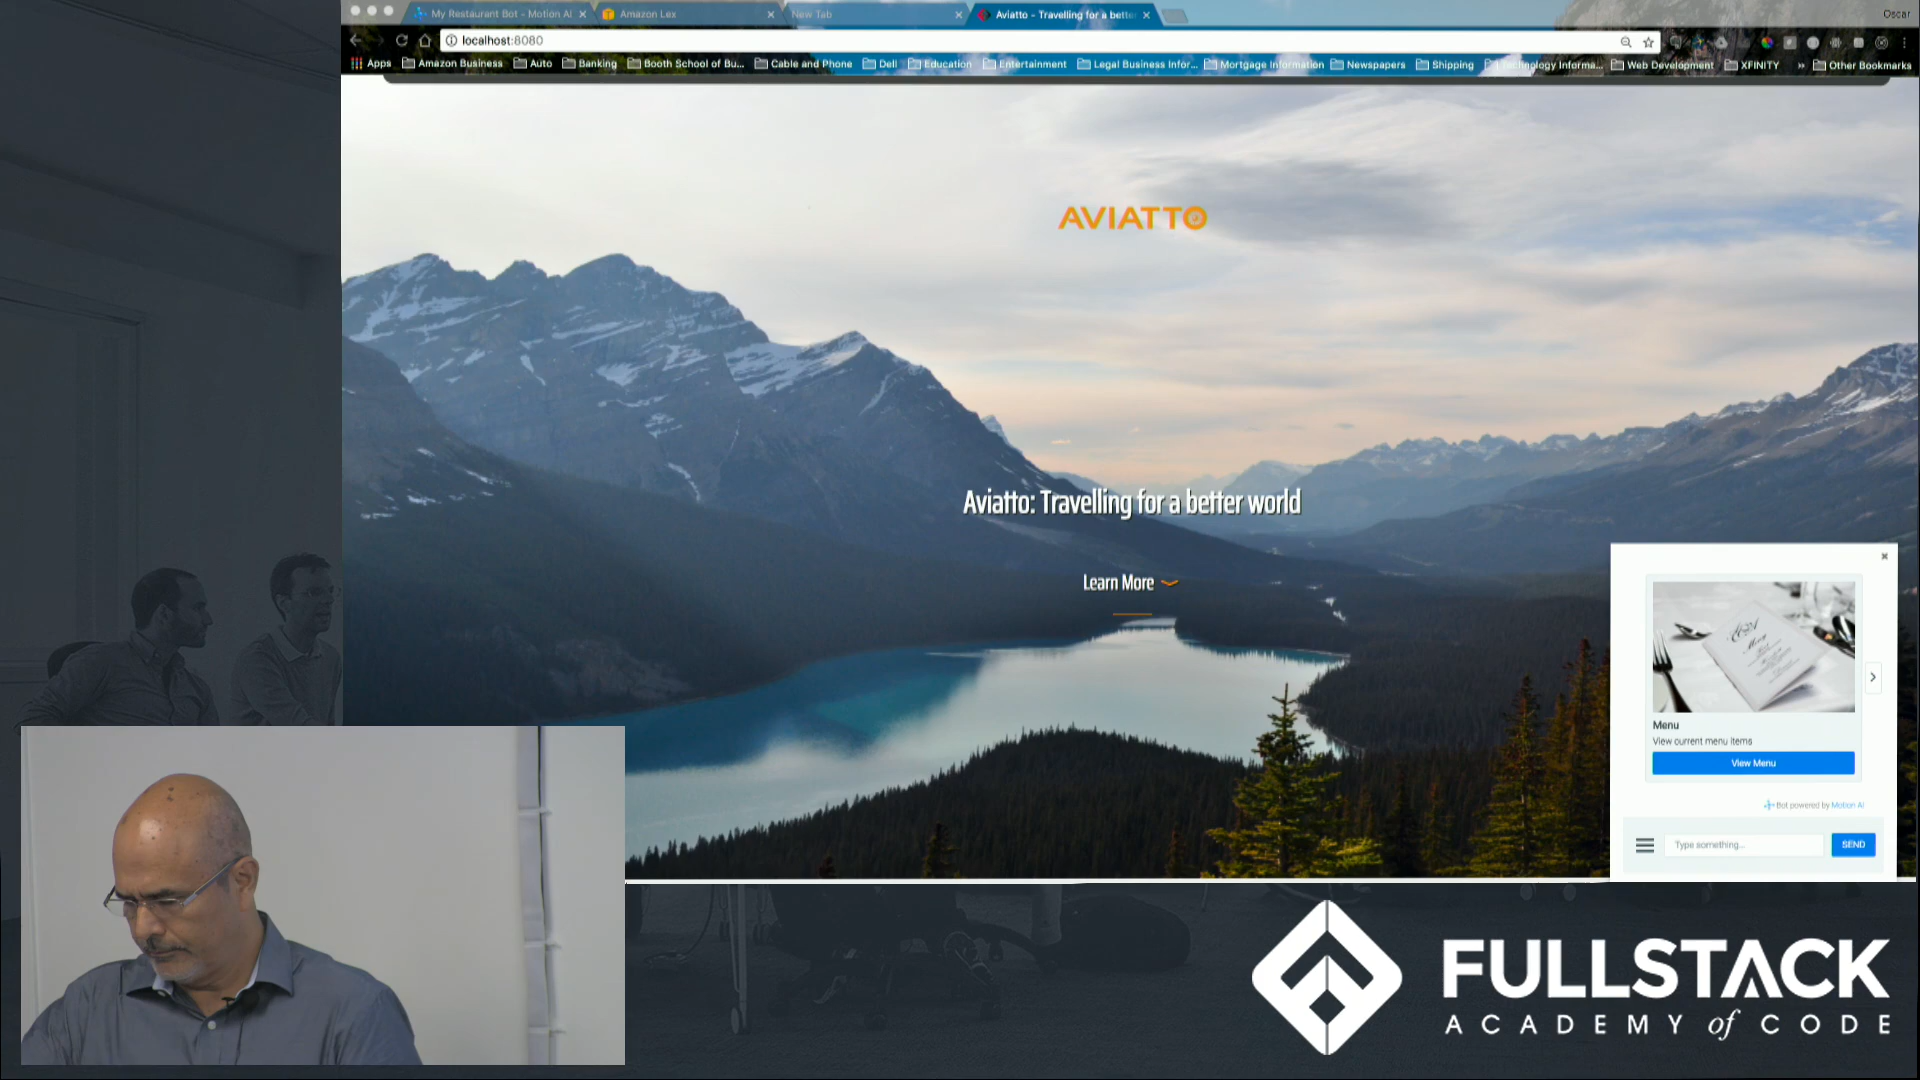 My Restaurant Bot - Motion AI
Amazon Lex
New Tab
Aviatto - Travelling for a bette
Oscar
localhost:8080
Apps
Amazon Business
Auto
Banking
Booth School of Bu...
Cable and Phone
Dell
Education
Entertainment
Legal Business Infor...
Mortgage Information
Newspapers
Shipping
Technology Informa...
Web Development
XFINITY
»
Other Bookmarks
AVIATTO
Aviatto: Travelling for a better world
Learn More
Menu
View current menu items
View Menu
Bot powered by Motion AI
Type something...
SEND
FULLSTACK
ACADEMY of CODE